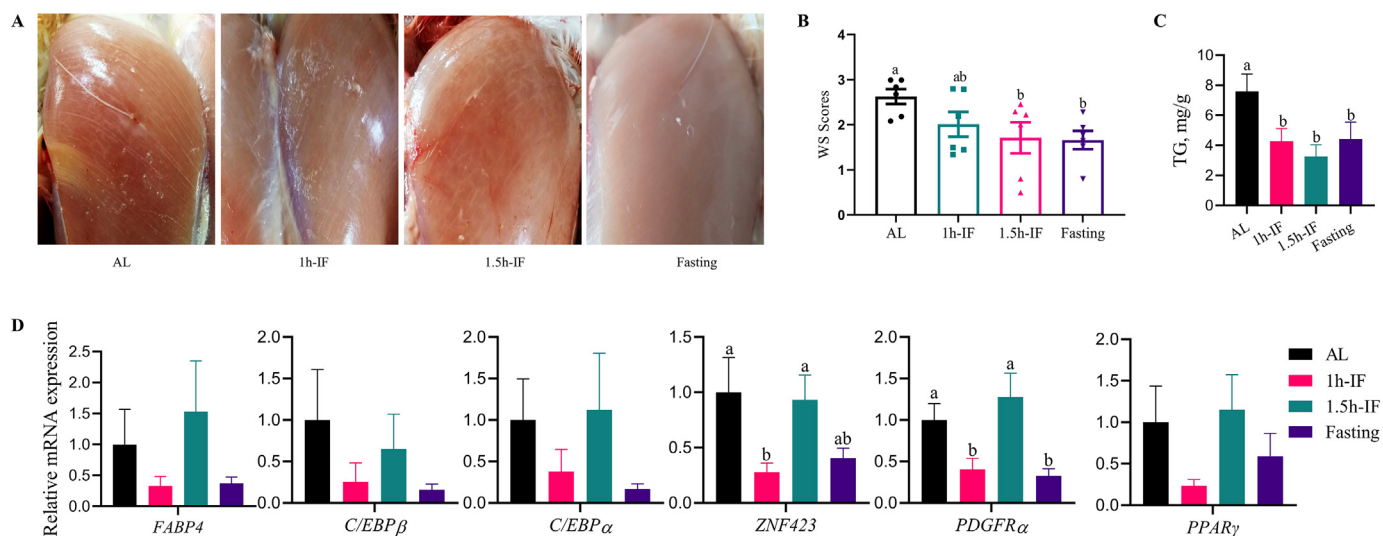 A
AL
1h-IF
1.5h-IF
Fasting
B
WS Scores
4
3
2
1
0
a
ab
b
b
AL
1h-IF
1.5h-IF
Fasting
C
TG, mg/g
10
8
6
4
2
0
a
b
b
b
AL
1h-IF
1.5h-IF
Fasting
D
Relative mRNA expression
2.5
2.0
1.5
1.0
0.5
0.0
FABP4
2.0
1.5
1.0
0.5
0.0
C/EBPβ
2.0
1.5
1.0
0.5
0.0
C/EBPα
1.5
1.0
0.5
0.0
a
b
a
ab
ZNF423
2.0
1.5
1.0
0.5
0.0
a
b
a
b
PDGFRα
2.0
1.5
1.0
0.5
0.0
PPARγ
AL
1h-IF
1.5h-IF
Fasting